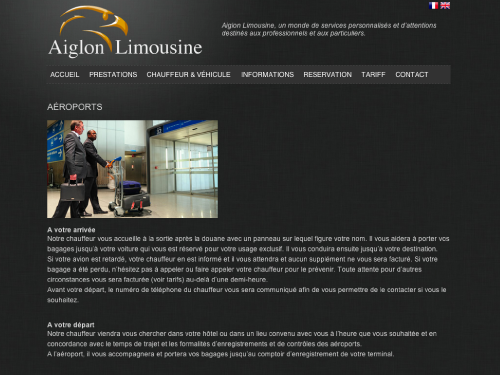 Aiglon Limousine
Aiglon Limousine, un monde de services personnalisés et d'attentions
destinés aux professionnels et aux particuliers.
ACCUEIL PRESTATIONS CHAUFFEUR & VÉHICULE INFORMATIONS RESERVATION TARIFF CONTACT
AÉROPORTS
A votre arrivée
Notre chauffeur vous accueille à la sortie après la douane avec un panneau sur lequel figure votre nom. Il vous aidera à porter vos
bagages jusqu'à votre voiture qui vous est réservé pour votre usage exclusif. Il vous conduira ensuite jusqu'à votre destination.
Si votre avion est retardé, votre chauffeur en est informé et il vous attendra et aucun supplément ne vous sera facturé. Si votre
bagage a été perdu, n'hésitez pas à appeler ou faire appeler votre chauffeur pour le prévenir. Toute attente pour d'autres
circonstances vous sera facturée (voir tarifs) au-delà d'une demi-heure.
Avant votre départ, le numéro de téléphone du chauffeur vous sera communiqué afin de vous permettre de le contacter si vous le
souhaitez.
A votre départ
Notre chauffeur viendra vous chercher dans votre hôtel ou dans un lieu convenu avec vous à l'heure que vous souhaitée et en
concordance avec le temps de trajet et les formalités d'enregistrements et de contrôles des aéroports.
A l'aéroport, il vous accompagnera et portera vos bagages jusqu'au comptoir d'enregistrement de votre terminal.